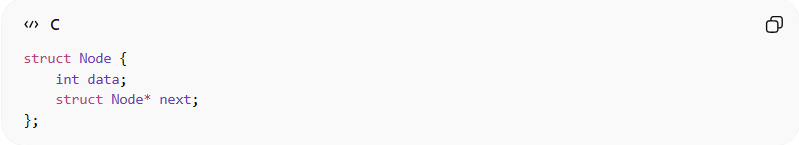 C
struct Node {
    int data;
    struct Node* next;
};